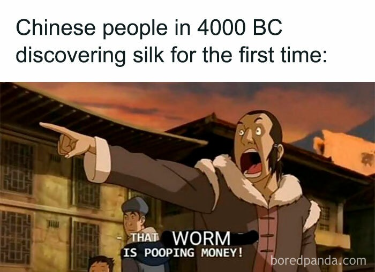 Chinese people in 4000 BC
discovering silk for the first time:
- THAT WORM
IS POOPING MONEY!
boredpanda.com